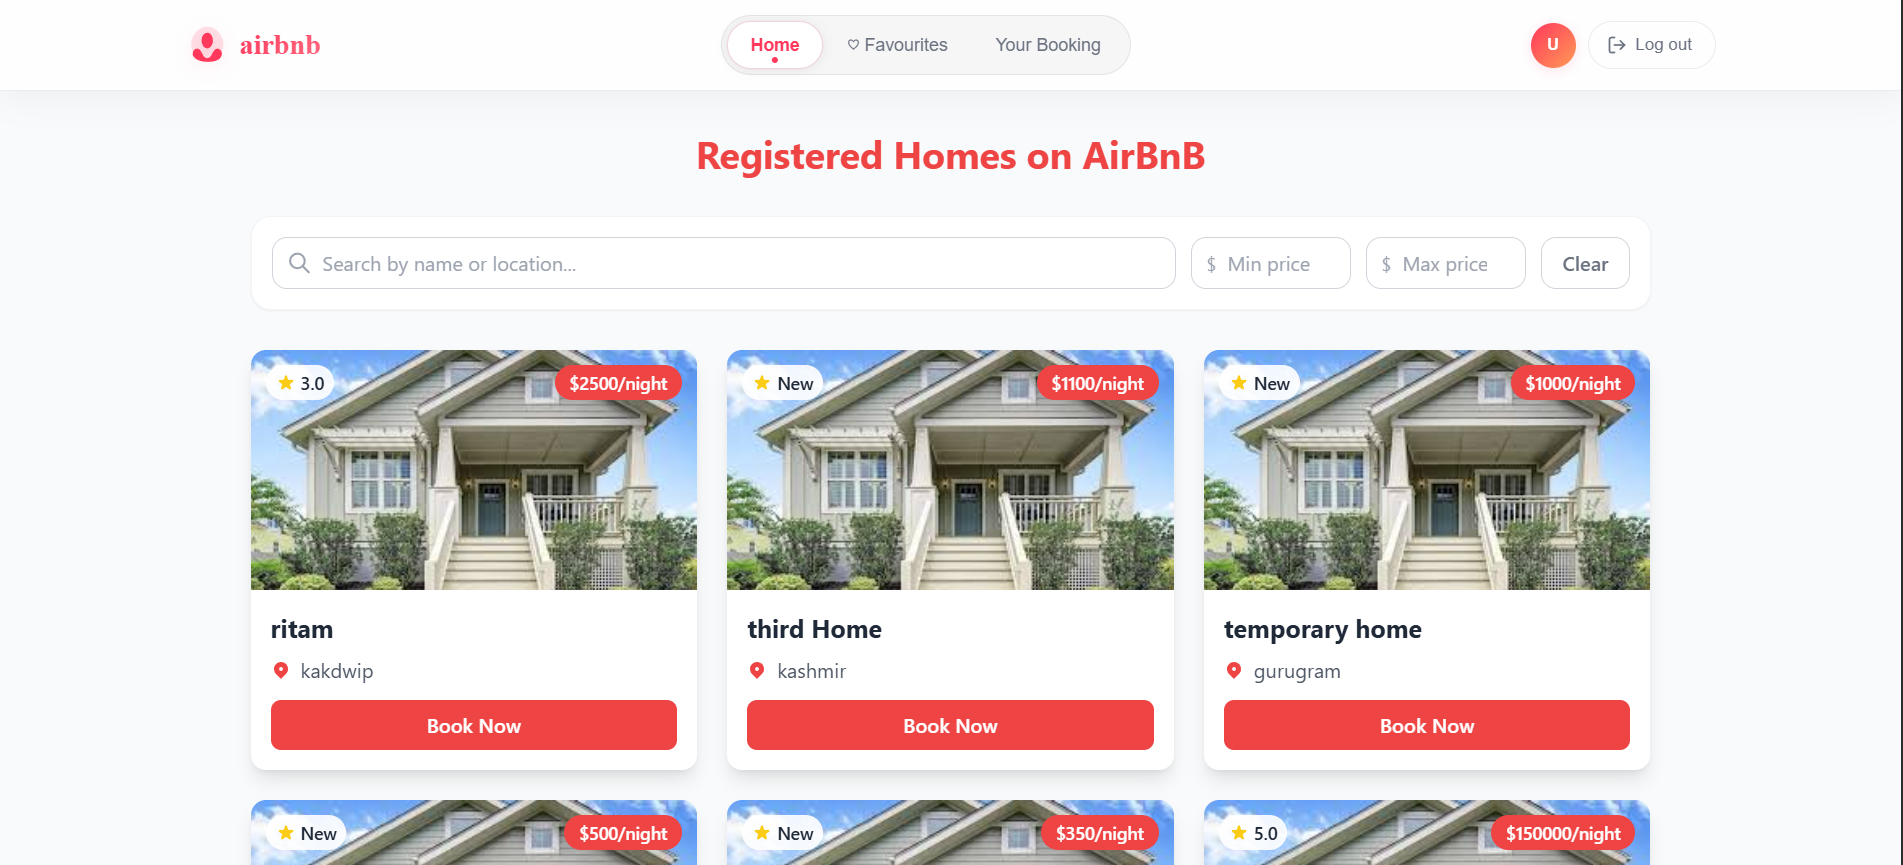 airbnb
Home
♡ Favourites
Your Booking
U
Log out
Registered Homes on AirBnB
Search by name or location...
$ Min price
$ Max price
Clear
3.0
$2500/night
New
$1100/night
New
$1000/night
ritam
third Home
temporary home
kakdwip
kashmir
gurugram
Book Now
Book Now
Book Now
New
$500/night
New
$350/night
5.0
$150000/night